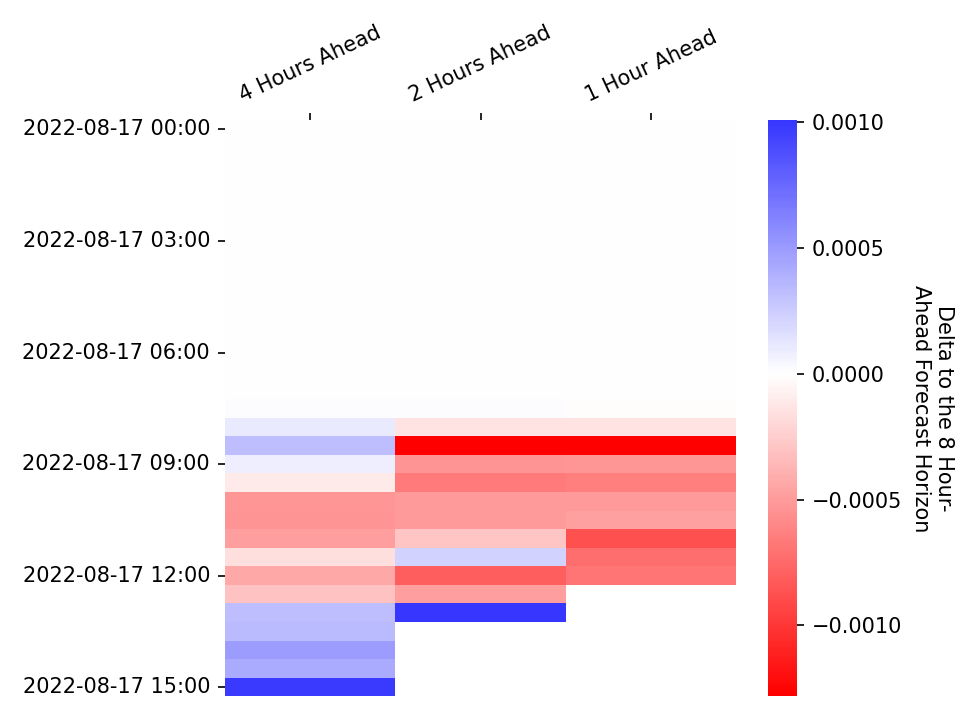 4 Hours Ahead
2 Hours Ahead
1 Hour Ahead
2022-08-17 00:00
2022-08-17 03:00
2022-08-17 06:00
2022-08-17 09:00
2022-08-17 12:00
2022-08-17 15:00
0.0010
0.0005
0.0000
−0.0005
−0.0010
Delta to the 8 Hour-
Ahead Forecast Horizon